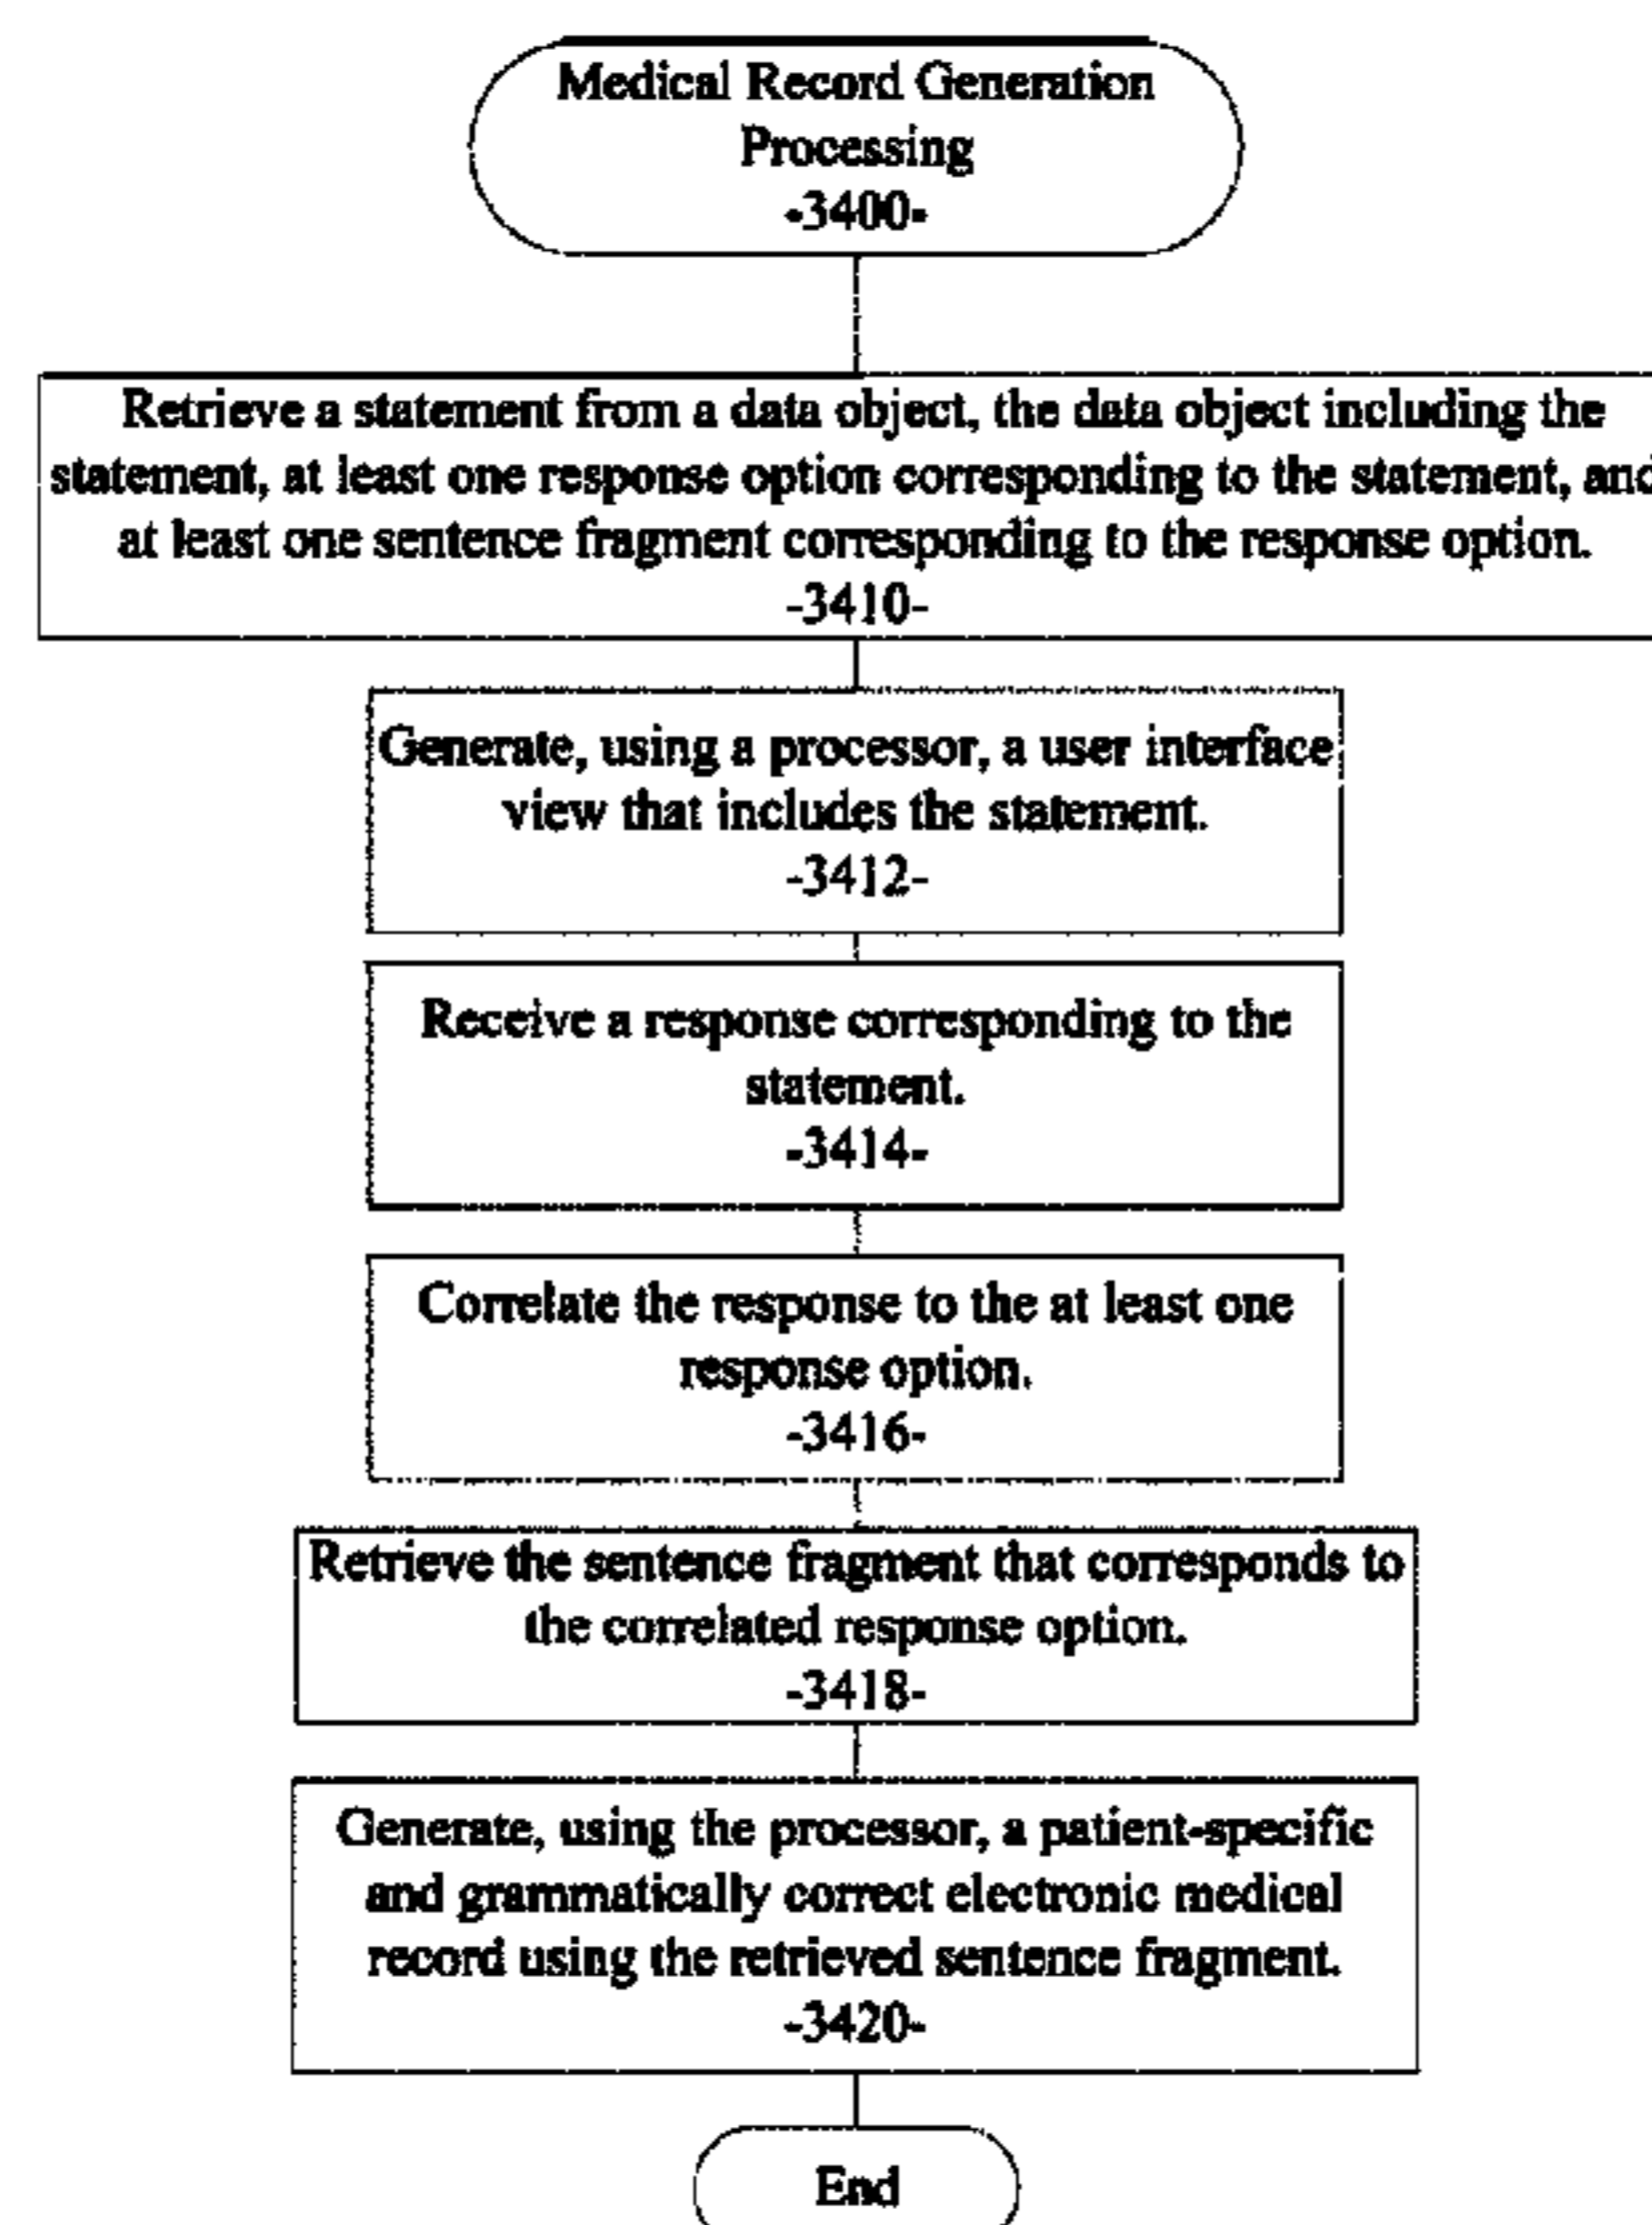 Medical Record Generation
Processing
-3400-
Retrieve a statement from a data object, the data object including the
statement, at least one response option corresponding to the statement, and
at least one sentence fragment corresponding to the response option.
-3410-
Generate, using a processor, a user interface
view that includes the statement.
-3412-
Receive a response corresponding to the
statement.
-3414-
Correlate the response to the at least one
response option.
-3416-
Retrieve the sentence fragment that corresponds to
the correlated response option.
-3418-
Generate, using the processor, a patient-specific
and grammatically correct electronic medical
record using the retrieved sentence fragment.
-3420-
End